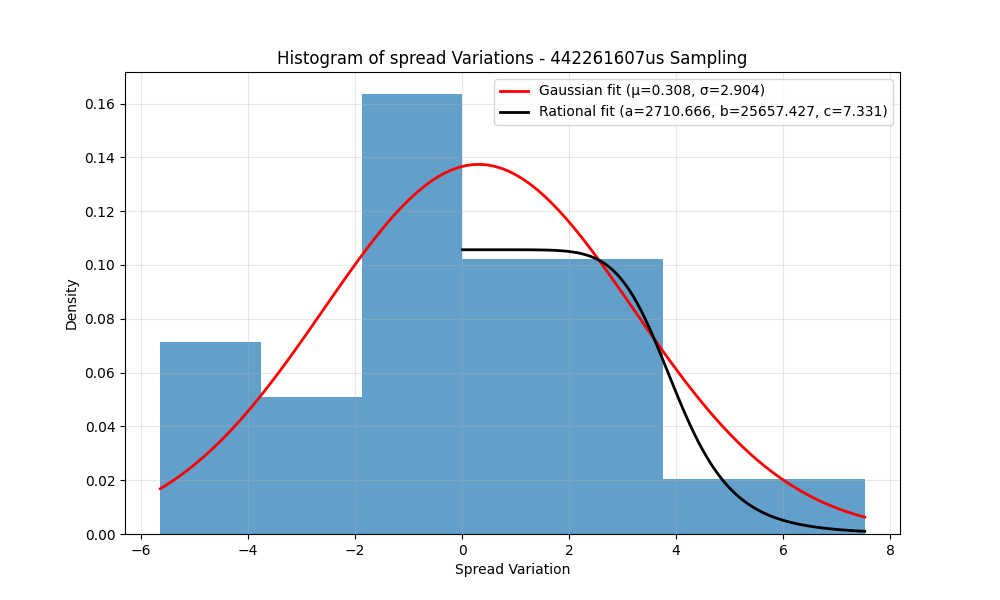 Histogram of spread Variations - 442261607us Sampling
Gaussian fit (μ=0.308, σ=2.904)
Rational fit (a=2710.666, b=25657.427, c=7.331)
Density
0.16
0.14
0.12
0.10
0.08
0.06
0.04
0.02
0.00
−6 −4 −2 0 2 4 6 8
Spread Variation